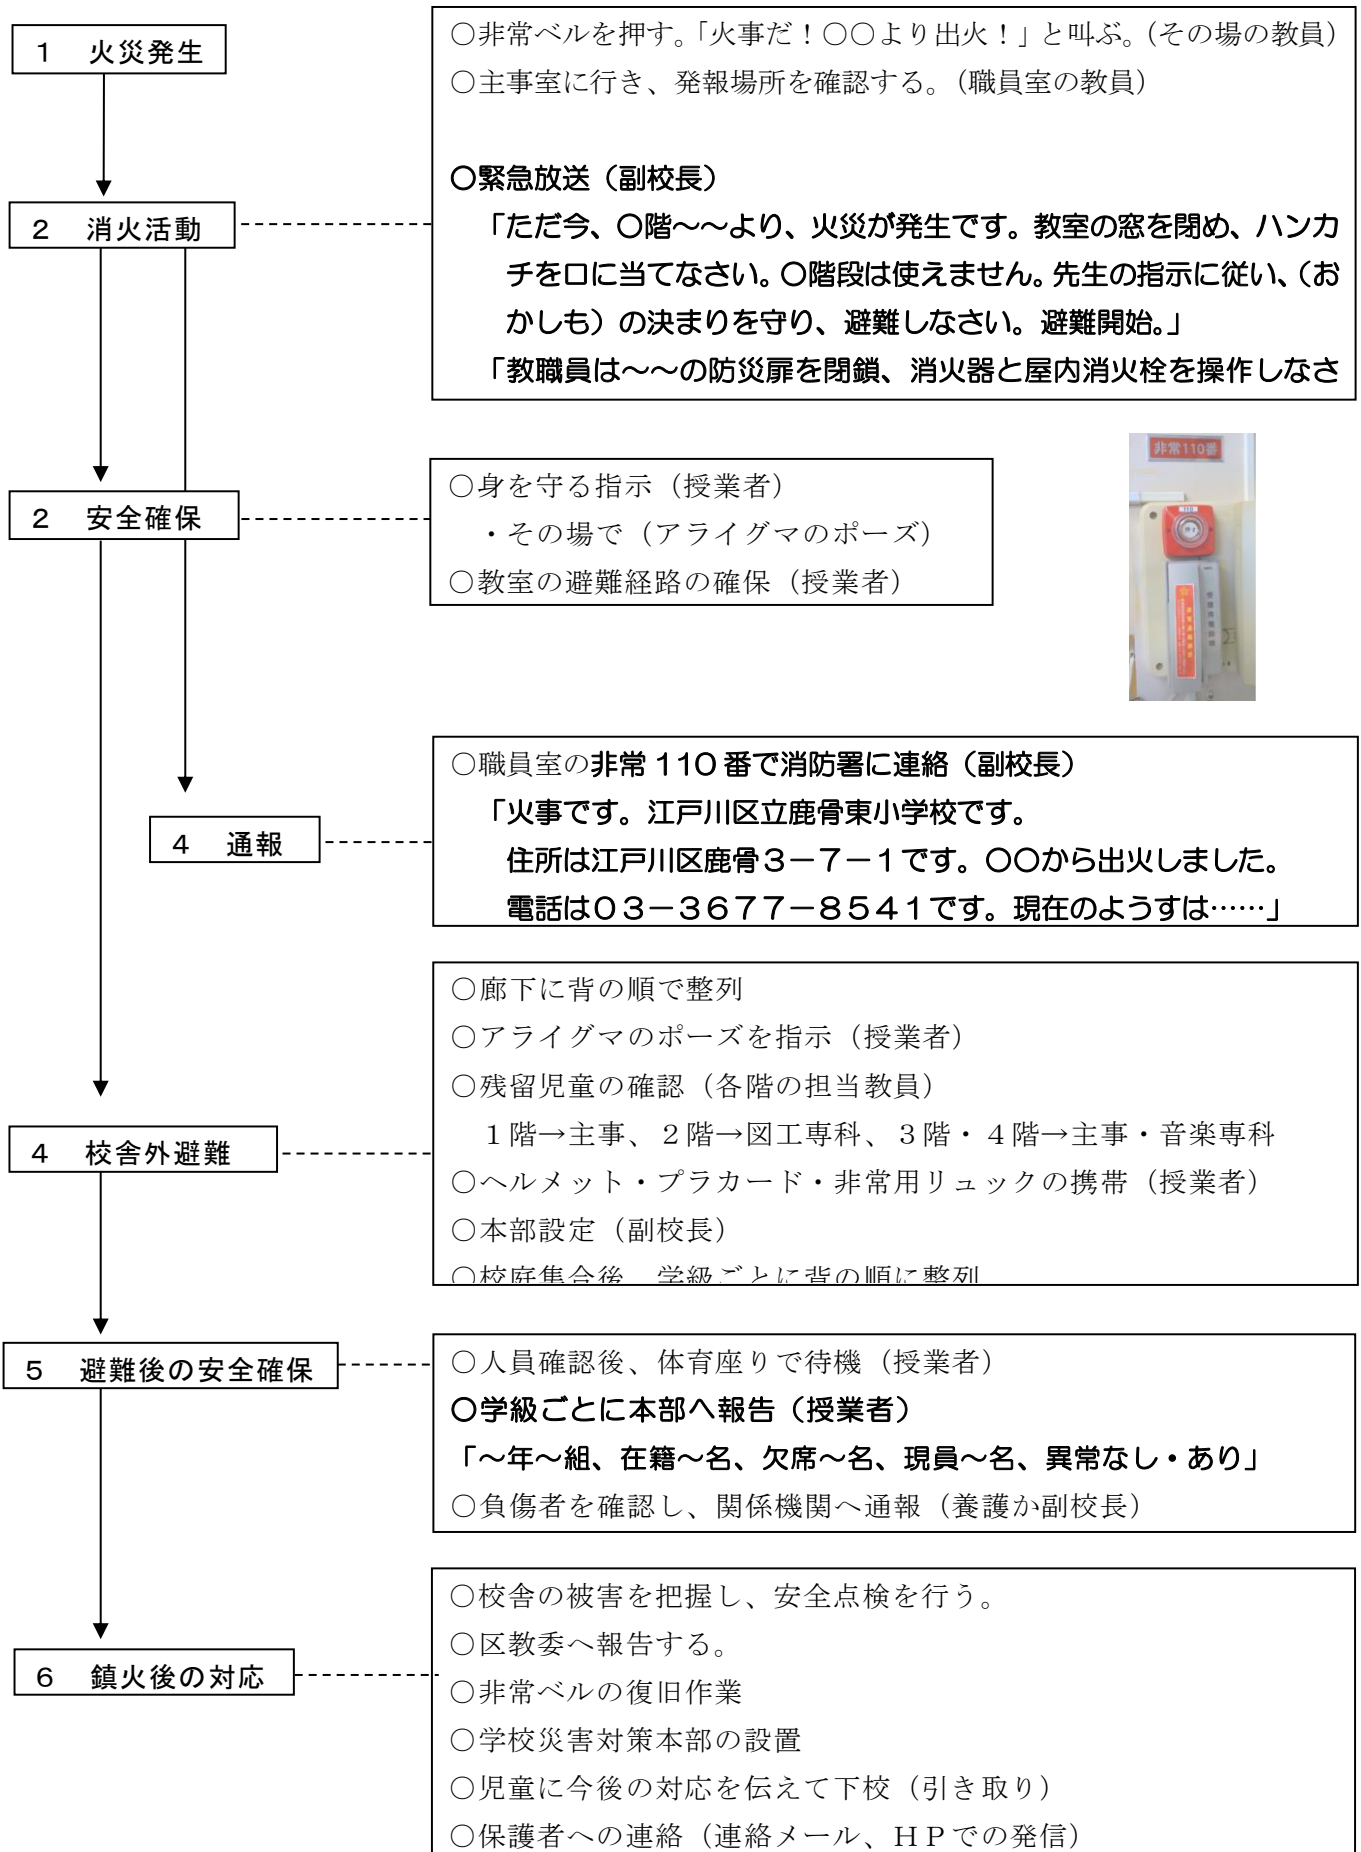 １　火災発生
○非常ベルを押す。「火事だ！○○より出火！」と叫ぶ。（その場の教員）
○主事室に行き、発報場所を確認する。（職員室の教員）
○緊急放送（副校長）
「ただ今、○階～～より、火災が発生です。教室の窓を閉め、ハンカ
チを口に当てなさい。○階段は使えません。先生の指示に従い、（お
かしも）の決まりを守り、避難しなさい。避難開始。」
「教職員は～～の防災扉を閉鎖、消火器と屋内消火栓を操作しなさ
２　消火活動
２　安全確保
○身を守る指示（授業者）
・その場で（アライグマのポーズ）
○教室の避難経路の確保（授業者）
非常110番
110
４　通報
○職員室の非常 110 番で消防署に連絡（副校長）
「火事です。江戸川区立鹿骨東小学校です。
住所は江戸川区鹿骨３－７－１です。○○から出火しました。
電話は０３－３６７７－８５４１です。現在のようすは……」
４　校舎外避難
○廊下に背の順で整列
○アライグマのポーズを指示（授業者）
○残留児童の確認（各階の担当教員）
１階→主事、２階→図工専科、３階・４階→主事・音楽専科
○ヘルメット・プラカード・非常用リュックの携帯（授業者）
○本部設定（副校長）
○校庭集合後、学級ごとに背の順に整列
５　避難後の安全確保
○人員確認後、体育座りで待機（授業者）
○学級ごとに本部へ報告（授業者）
「～年～組、在籍～名、欠席～名、現員～名、異常なし・あり」
○負傷者を確認し、関係機関へ通報（養護か副校長）
６　鎮火後の対応
○校舎の被害を把握し、安全点検を行う。
○区教委へ報告する。
○非常ベルの復旧作業
○学校災害対策本部の設置
○児童に今後の対応を伝えて下校（引き取り）
○保護者への連絡（連絡メール、ＨＰでの発信）